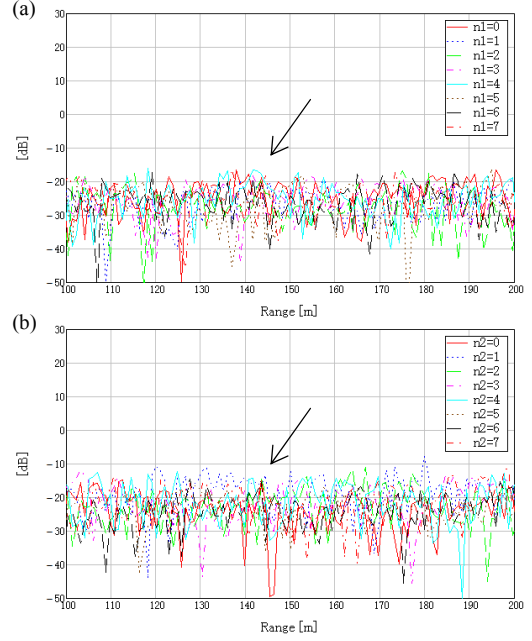 (a)
30
20
10
0
−10
−20
−30
−40
−50
[dB]
n1=0
n1=1
n1=2
n1=3
n1=4
n1=5
n1=6
n1=7
100 110 120 130 140 150 160 170 180 190 200
Range [m]
(b)
30
20
10
0
−10
−20
−30
−40
−50
[dB]
n2=0
n2=1
n2=2
n2=3
n2=4
n2=5
n2=6
n2=7
100 110 120 130 140 150 160 170 180 190 200
Range [m]